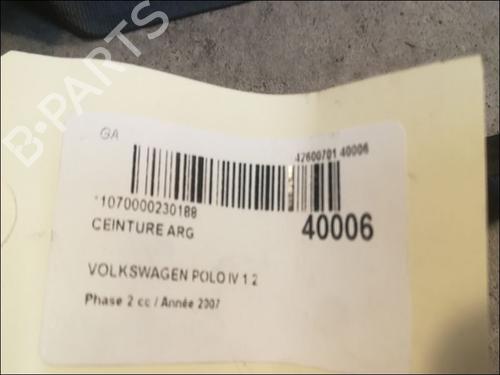 B-PARTS
GA
42600701 40006
*1070000230188
CEINTURE ARG
40006
VOLKSWAGEN POLO IV 1.2
Phase 2 cc / Année 2007